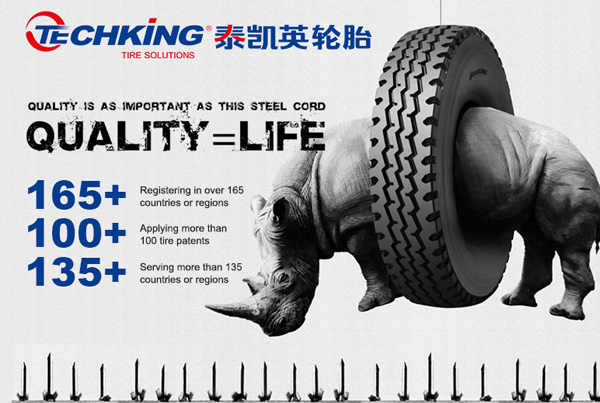 TECHKING® 泰凯英轮胎
TIRE SOLUTIONS
QUALITY IS AS IMPORTANT AS THIS STEEL CORD
QUALITY=LIFE
165+
Registering in over 165
countries or regions
100+
Applying more than
100 tire patents
135+
Serving more than 135
countries or regions
Techking